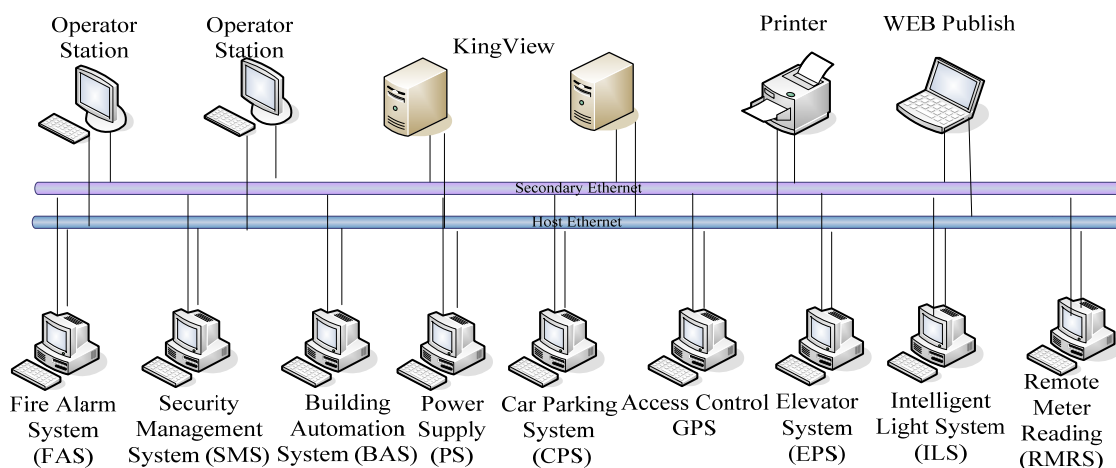 Operator
Station
Operator
Station
KingView
Printer
WEB Publish
Secondary Ethernet
Host Ethernet
Fire Alarm
System
(FAS)
Security
Management
System (SMS)
Building
Automation
System (BAS)
Power
Supply
(PS)
Car Parking
System
(CPS)
Access Control
GPS
Elevator
System
(EPS)
Intelligent
Light System
(ILS)
Remote
Meter
Reading
(RMRS)